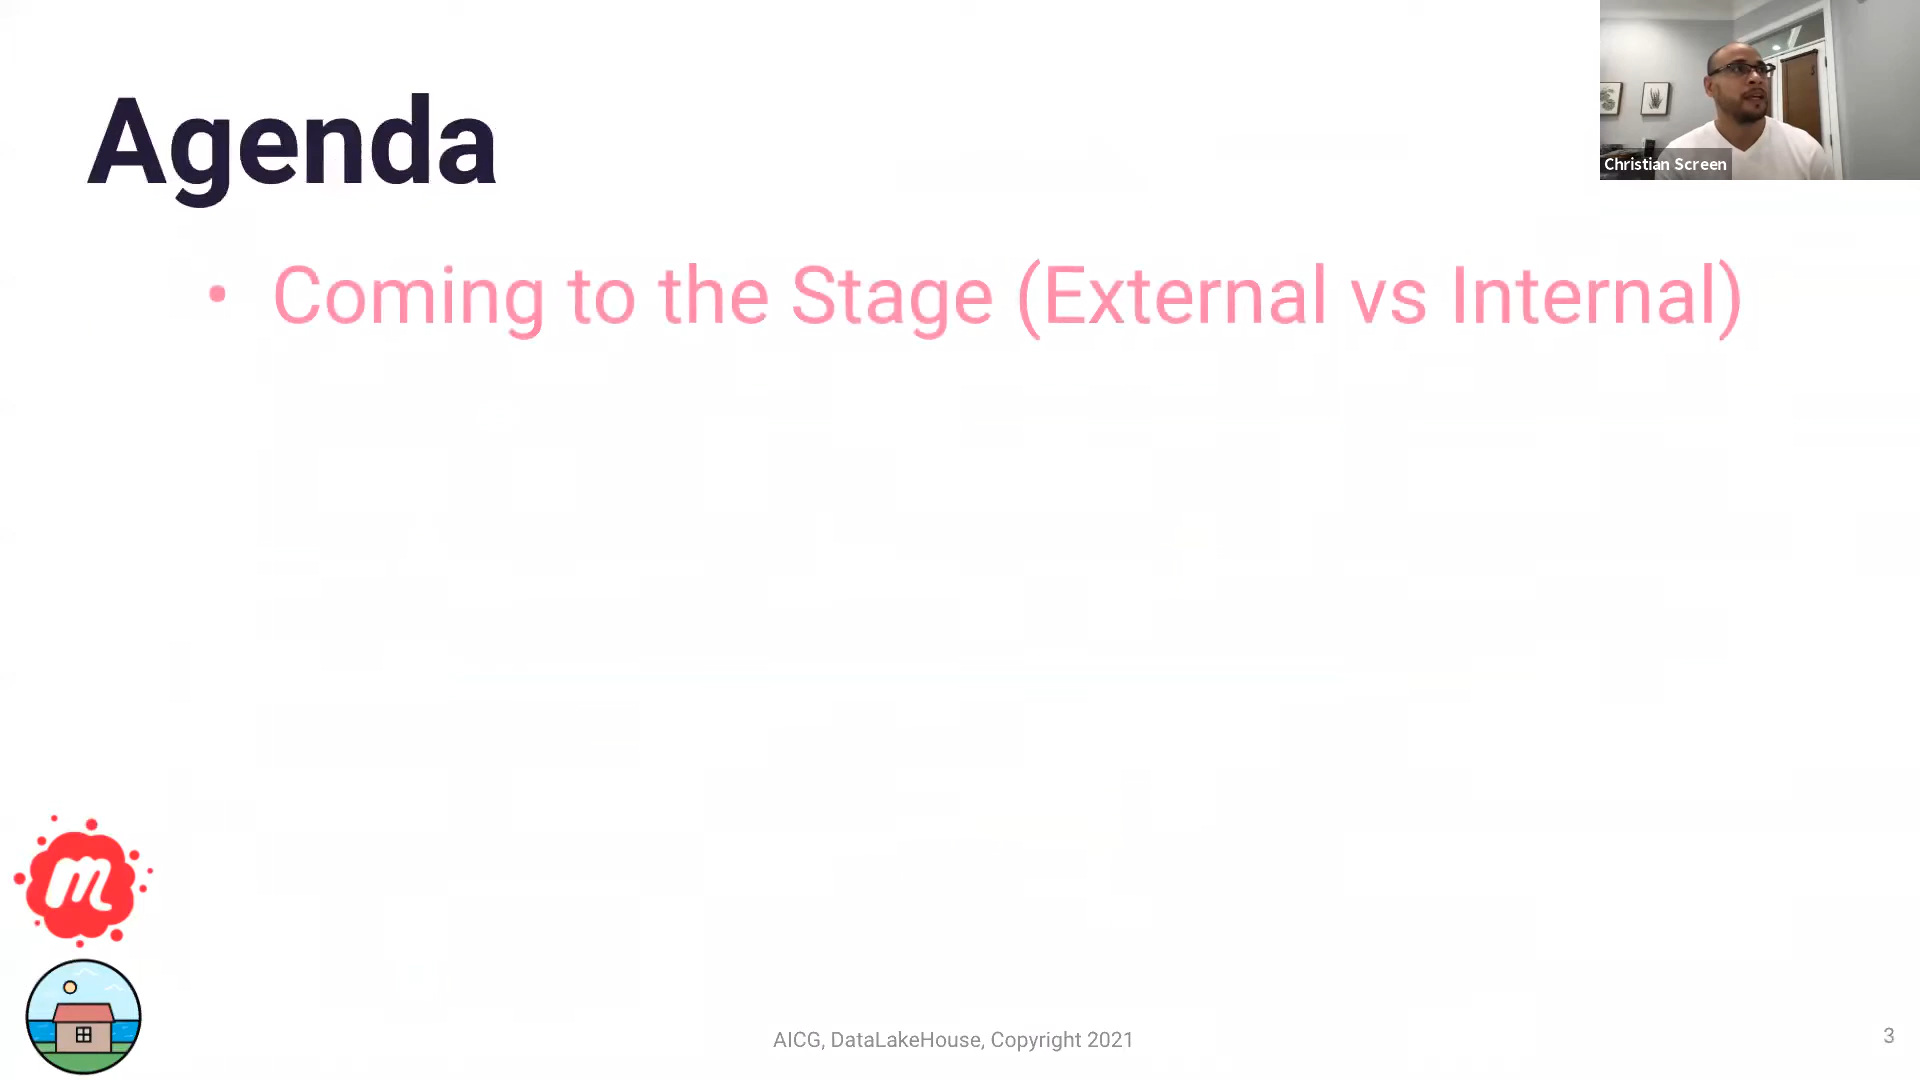 Agenda
• Coming to the Stage (External vs Internal)
Christian Screen
m
AICG, DataLakeHouse, Copyright 2021
3